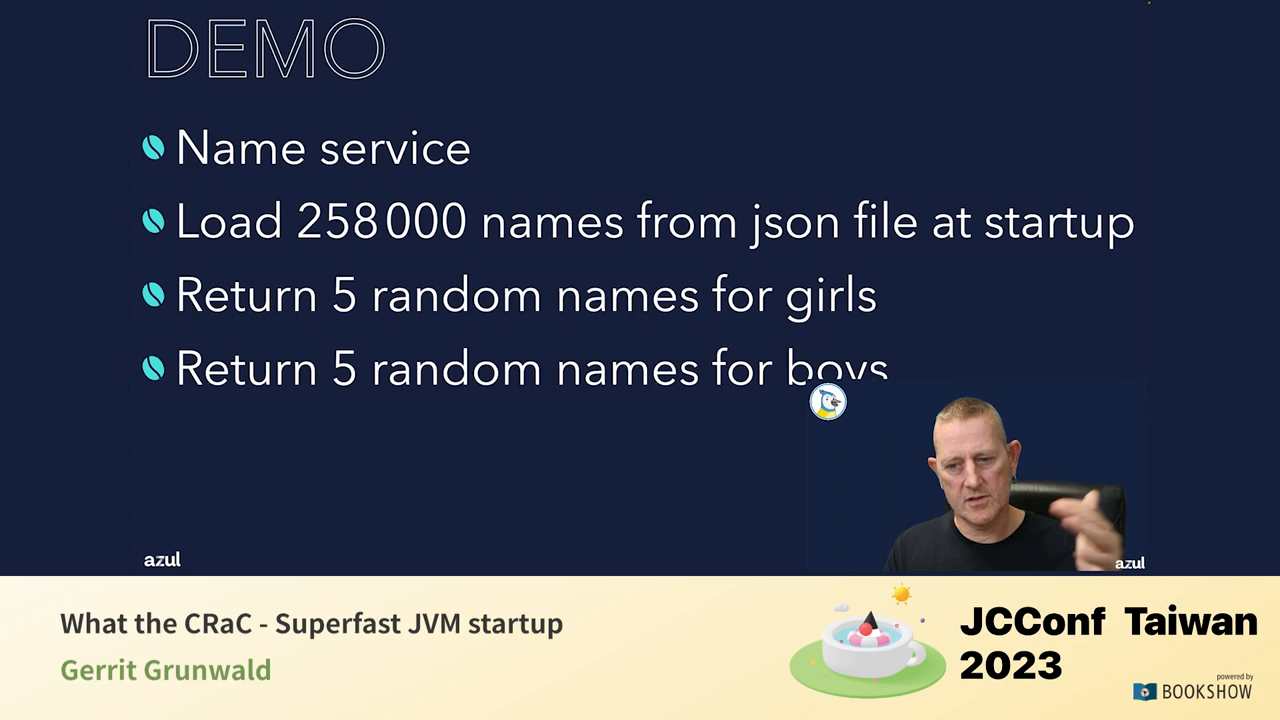 DEMO
Name service
Load 258 000 names from json file at startup
Return 5 random names for girls
Return 5 random names for boys
azul
azul
What the CRaC - Superfast JVM startup
Gerrit Grunwald
JCConf Taiwan
2023
powered by
BOOKSHOW